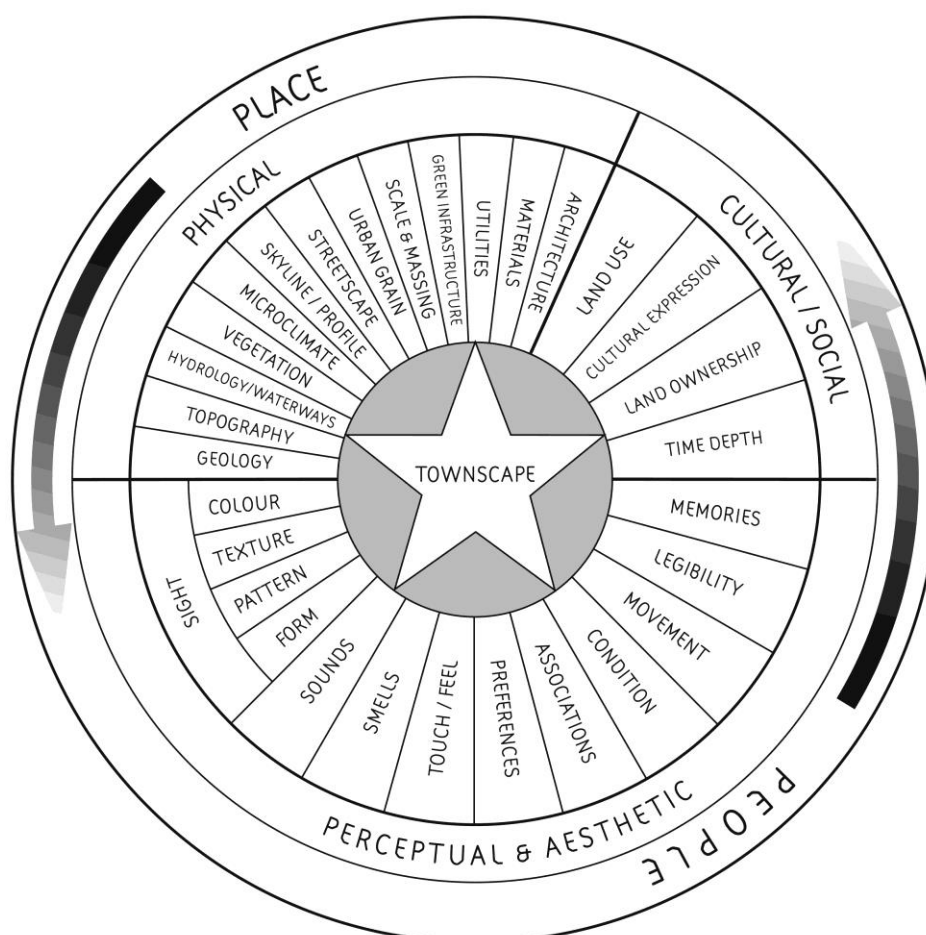 PLACE
PHYSICAL
CULTURAL / SOCIAL
GEOLOGY
TOPOGRAPHY
HYDROLOGY/WATERWAYS
VEGETATION
MICROCLIMATE
SKYLINE / PROFILE
STREETSCAPE
URBAN GRAIN
SCALE & MASSING
GREEN INFRASTRUCTURE
UTILITIES
MATERIALS
ARCHITECTURE
LAND USE
CULTURAL EXPRESSION
LAND OWNERSHIP
TIME DEPTH
TOWNSCAPE
MEMORIES
LEGIBILITY
MOVEMENT
CONDITION
ASSOCIATIONS
PREFERENCES
TOUCH / FEEL
SMELLS
SOUNDS
SIGHT
FORM
PATTERN
TEXTURE
COLOUR
PERCEPTUAL & AESTHETIC
PEOPLE